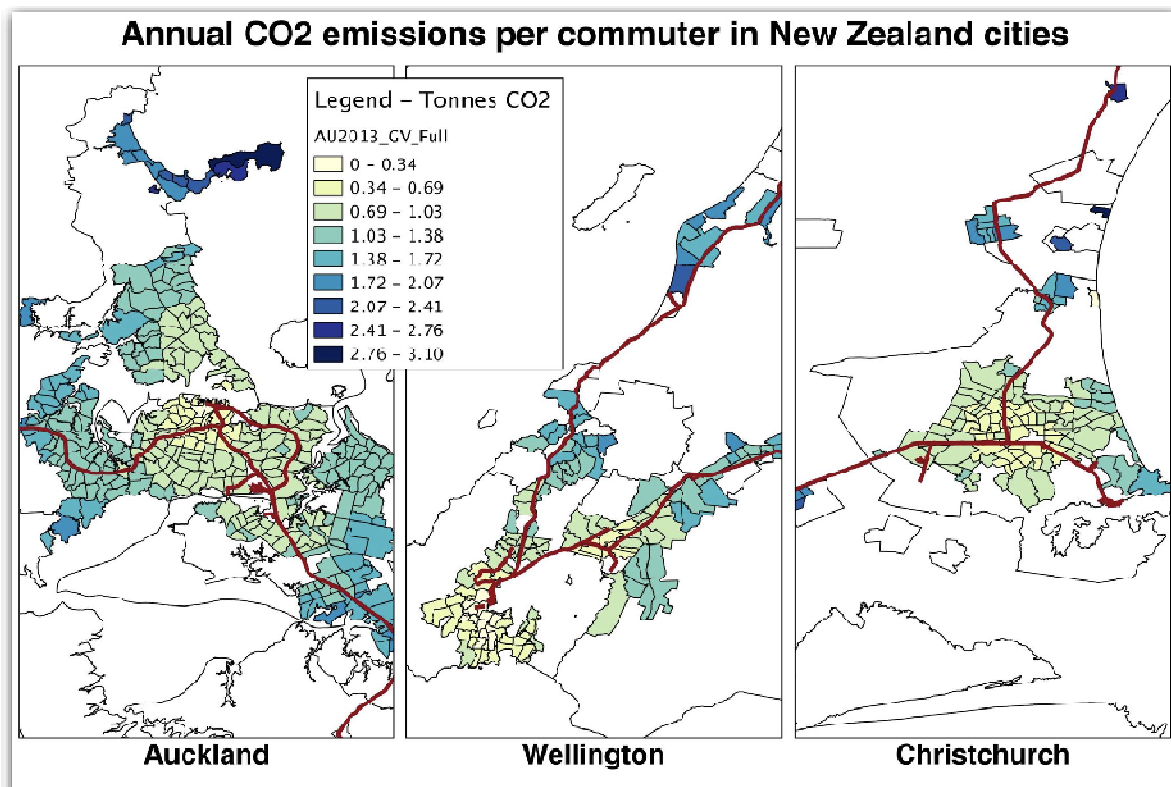 Annual CO2 emissions per commuter in New Zealand cities
Legend - Tonnes CO2
AU2013_GV_Full
0 - 0.34
0.34 - 0.69
0.69 - 1.03
1.03 - 1.38
1.38 - 1.72
1.72 - 2.07
2.07 - 2.41
2.41 - 2.76
2.76 - 3.10
Auckland
Wellington
Christchurch